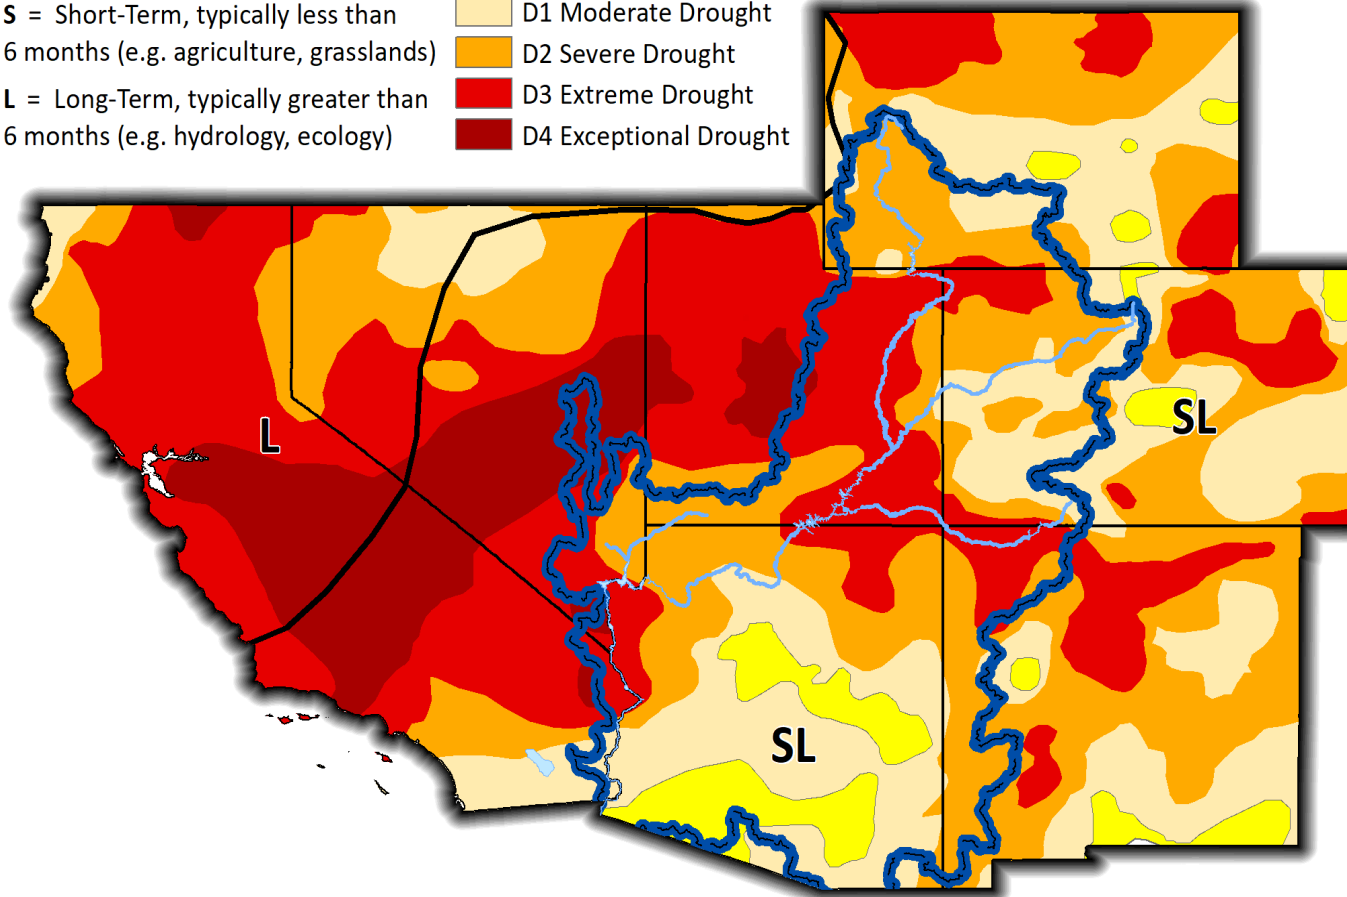 S = Short-Term, typically less than
6 months (e.g. agriculture, grasslands)
L = Long-Term, typically greater than
6 months (e.g. hydrology, ecology)
D1 Moderate Drought
D2 Severe Drought
D3 Extreme Drought
D4 Exceptional Drought
L
SL
SL